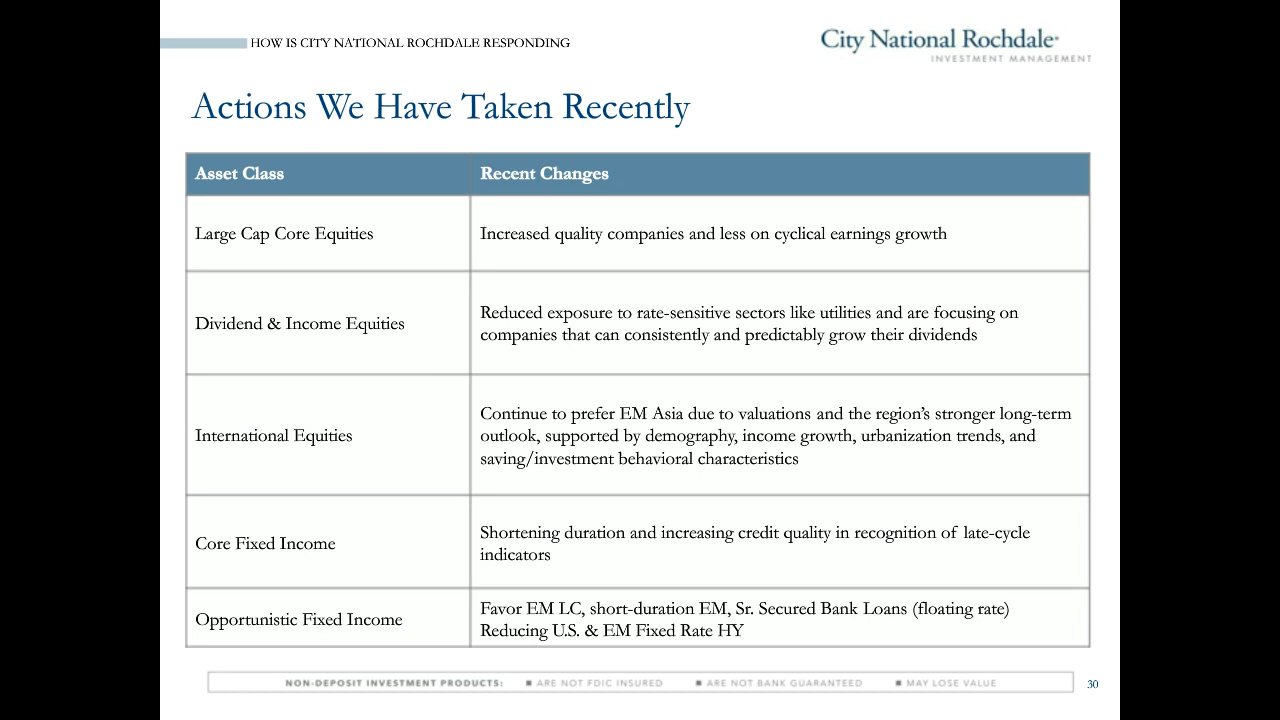 HOW IS CITY NATIONAL ROCHDALE RESPONDING
City National Rochdale
INVESTMENT MANAGEMENT
Actions We Have Taken Recently
Asset Class
Recent Changes
Large Cap Core Equities
Increased quality companies and less on cyclical earnings growth
Dividend & Income Equities
Reduced exposure to rate-sensitive sectors like utilities and are focusing on
companies that can consistently and predictably grow their dividends
International Equities
Continue to prefer EM Asia due to valuations and the region’s stronger long-term
outlook, supported by demography, income growth, urbanization trends, and
saving/investment behavioral characteristics
Core Fixed Income
Shortening duration and increasing credit quality in recognition of late-cycle
indicators
Opportunistic Fixed Income
Favor EM LC, short-duration EM, Sr. Secured Bank Loans (floating rate)
Reducing U.S. & EM Fixed Rate HY
NON-DEPOSIT INVESTMENT PRODUCTS: ■ ARE NOT FDIC INSURED ■ ARE NOT BANK GUARANTEED ■ MAY LOSE VALUE
30